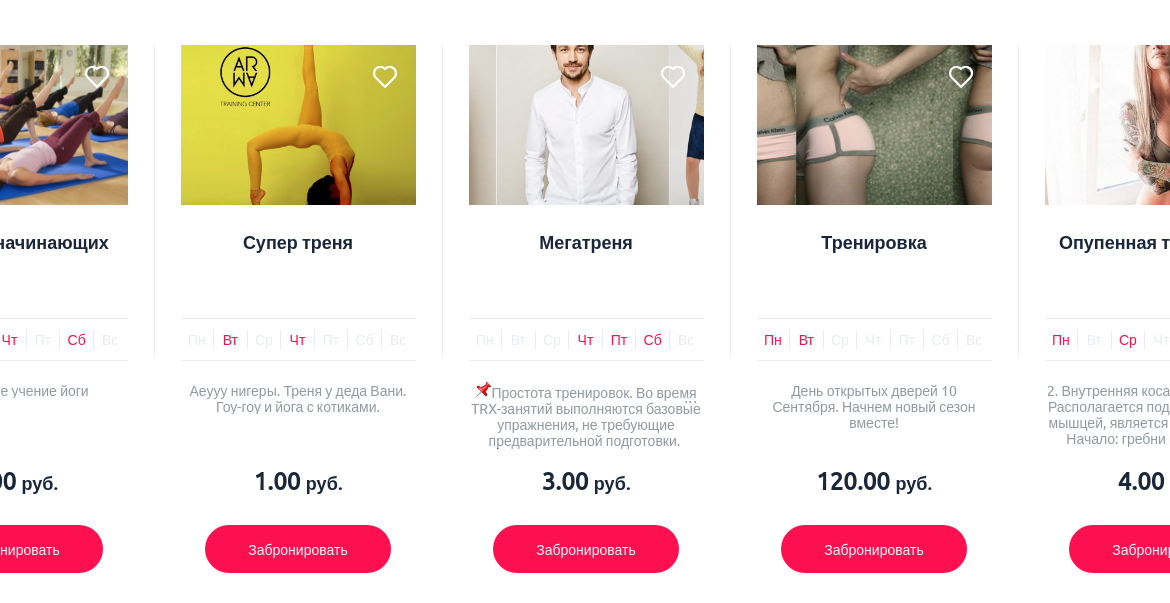 ARMA
TRAINING CENTER
Calvin Klein
начинающих
Супер треня
Мегатреня
Тренировка
Опупенная т
Чт Пт Сб Вс
Пн Вт Ср Чт Пт Сб Вс
Пн Вт Ср Чт Пт Сб Вс
Пн Вт Ср Чт Пт Сб Вс
Пн Вт Ср Чт
е учение йоги
Аеууу нигеры. Треня у деда Вани.
Гоу-гоу и йога с котиками.
Простота тренировок. Во время
TRX-занятий выполняются базовые
упражнения, не требующие
предварительной подготовки.
День открытых дверей 10
Сентября. Начнем новый сезон
вместе!
2. Внутренняя коса
Располагается под
мышцей, является
Начало: гребни
00 руб.
1.00 руб.
3.00 руб.
120.00 руб.
4.00
нировать
Забронировать
Забронировать
Забронировать
Заброни